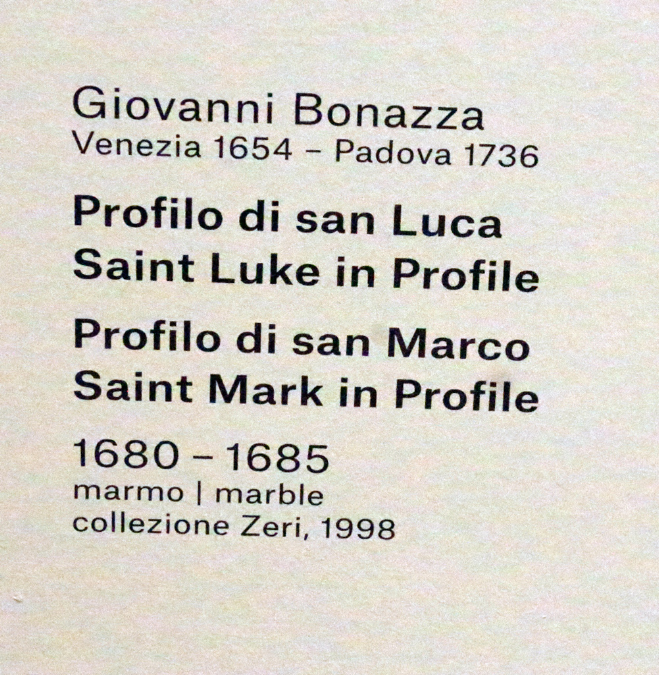 Giovanni Bonazza
Venezia 1654 – Padova 1736
Profilo di san Luca
Saint Luke in Profile
Profilo di san Marco
Saint Mark in Profile
1680 – 1685
marmo | marble
collezione Zeri, 1998